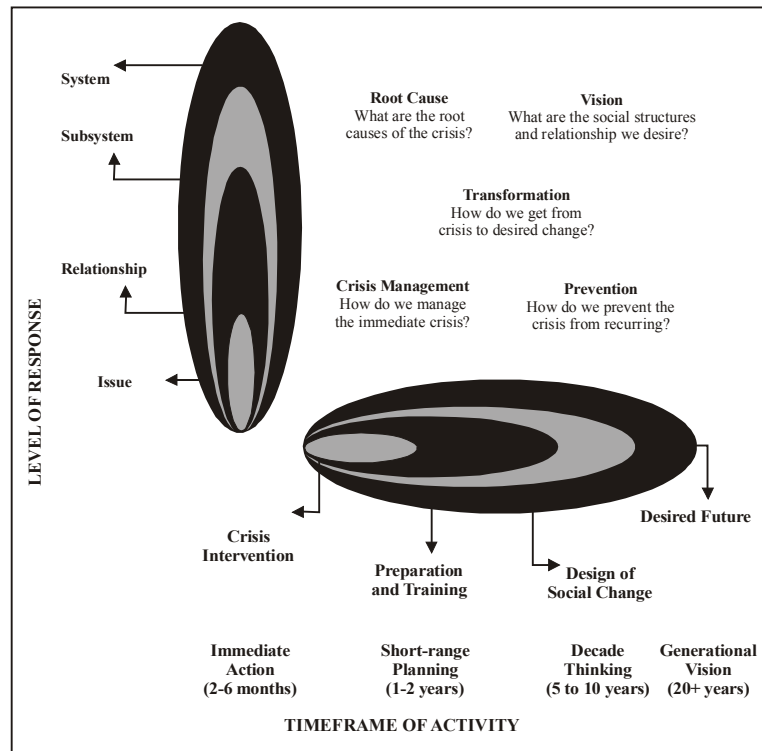 System
Root Cause
What are the root
causes of the crisis?
Vision
What are the social structures
and relationship we desire?
Subsystem
Transformation
How do we get from
crisis to desired change?
Relationship
Crisis Management
How do we manage
the immediate crisis?
Prevention
How do we prevent the
crisis from recurring?
Issue
LEVEL OF RESPONSE
Crisis
Intervention
Preparation
and Training
Design of
Social Change
Desired Future
Immediate
Action
(2-6 months)
Short-range
Planning
(1-2 years)
Decade
Thinking
(5 to 10 years)
Generational
Vision
(20+ years)
TIMEFRAME OF ACTIVITY